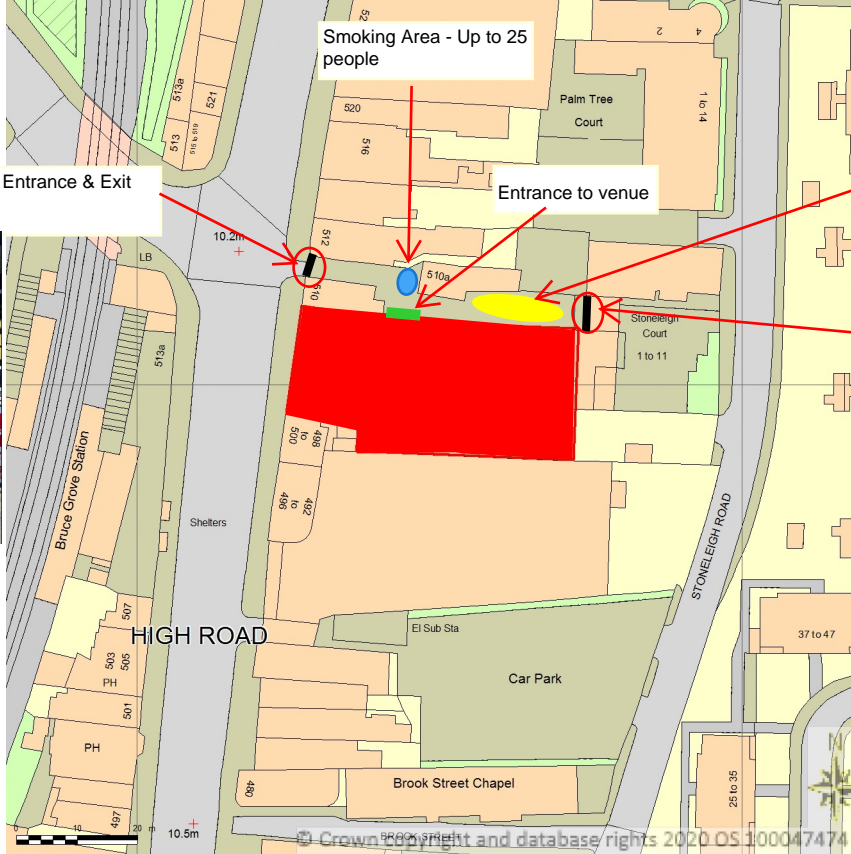 Smoking Area - Up to 25
people
Entrance & Exit
Entrance to venue
513a
521
513
515 to 519
520
516
512
510a
Palm Tree
Court
2
4
1 to 14
10.2m
LB
513a
Stoneleigh
Court
1 to 11
498
to
500
492
to
496
Bruce Grove Station
Shelters
STONELEIGH ROAD
HIGH ROAD
507
503
505
PH
501
PH
497
El Sub Sta
Car Park
37 to 47
480
Brook Street Chapel
25 to 35
BROOK STREET
10
20
m
10.5m
N
© Crown copyright and database rights 2020 OS 100047474